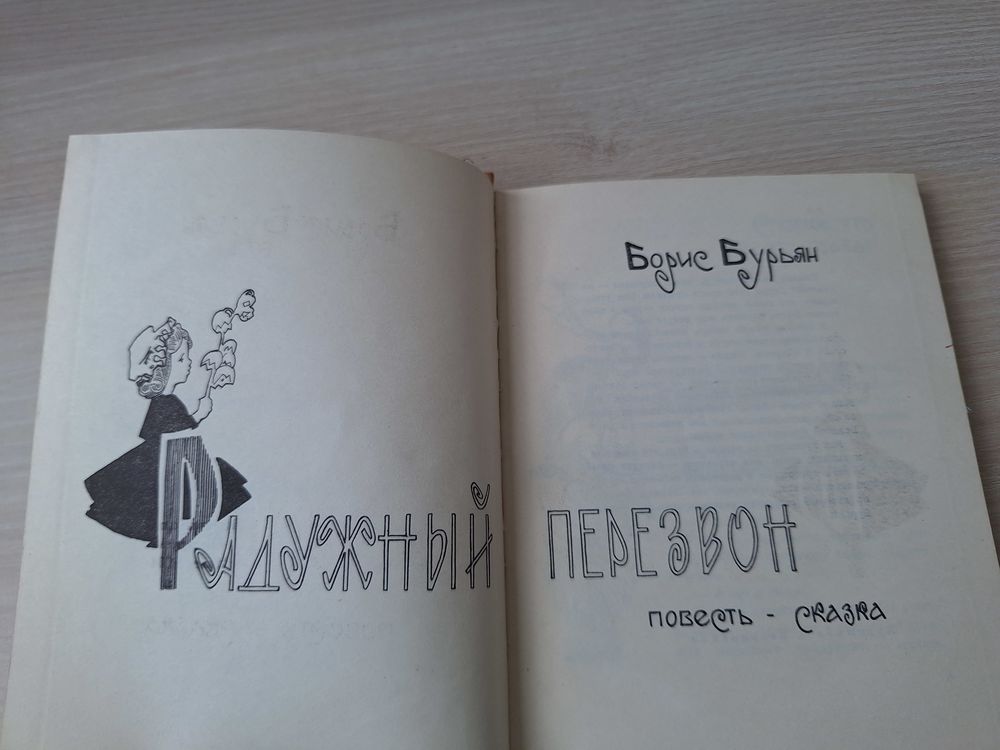 Борис Бурьян
Радужный перезвон
повесть - сказка